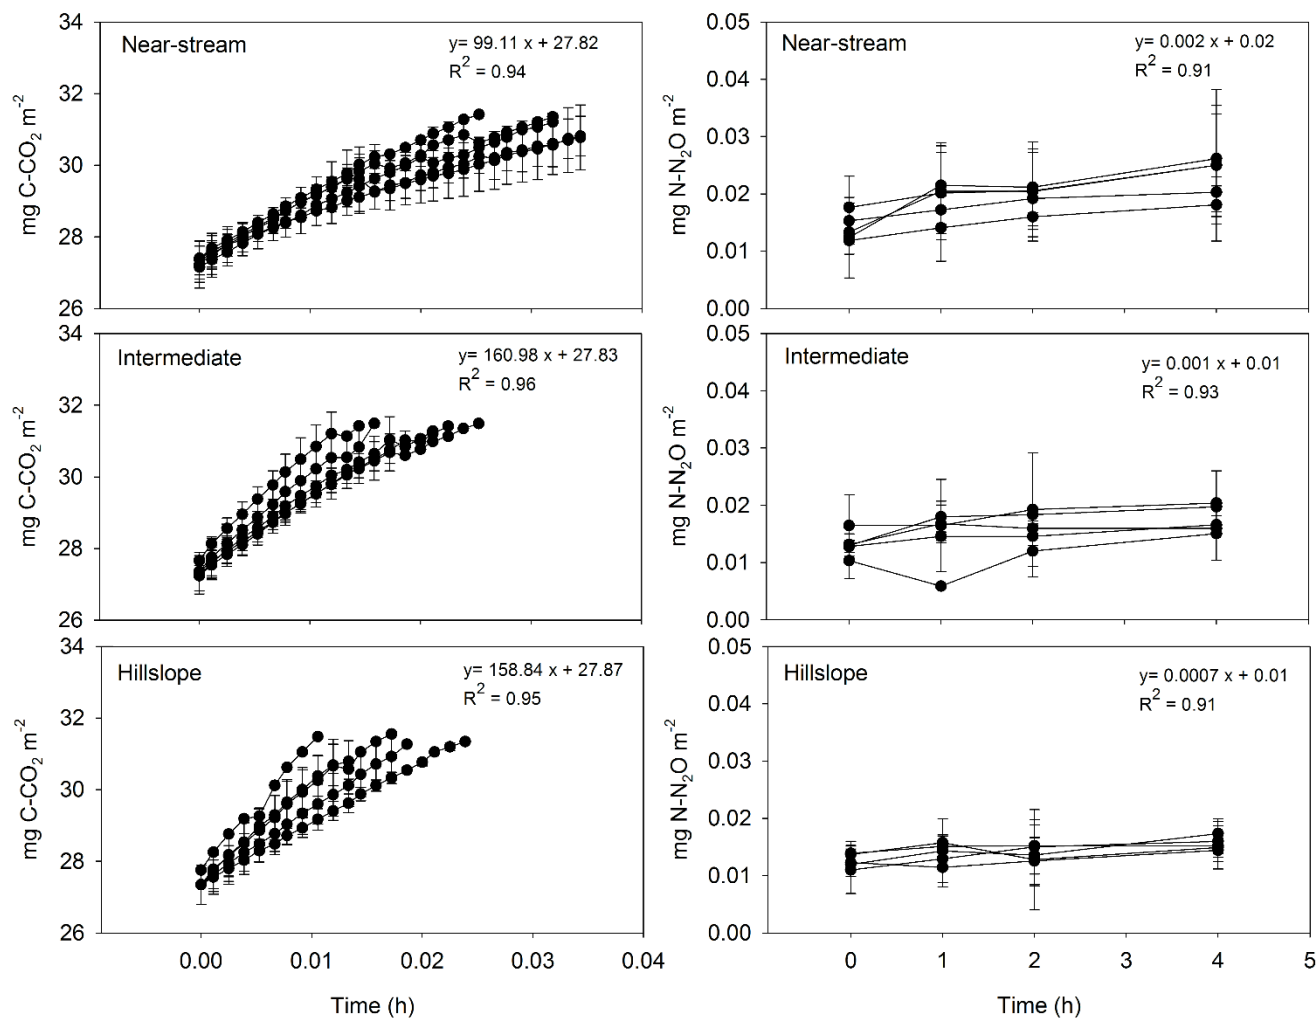 Near-stream
y= 99.11 x + 27.82
R² = 0.94
34
32
30
28
26
mg C-CO₂ m⁻²
Near-stream
y= 0.002 x + 0.02
R² = 0.91
0.05
0.04
0.03
0.02
0.01
0.00
mg N-N₂O m⁻²
Intermediate
y= 160.98 x + 27.83
R² = 0.96
34
32
30
28
26
mg C-CO₂ m⁻²
Intermediate
y= 0.001 x + 0.01
R² = 0.93
0.05
0.04
0.03
0.02
0.01
0.00
mg N-N₂O m⁻²
Hillslope
y= 158.84 x + 27.87
R² = 0.95
34
32
30
28
26
mg C-CO₂ m⁻²
0.00 0.01 0.02 0.03 0.04
Time (h)
Hillslope
y= 0.0007 x + 0.01
R² = 0.91
0.05
0.04
0.03
0.02
0.01
0.00
mg N-N₂O m⁻²
0 1 2 3 4 5
Time (h)